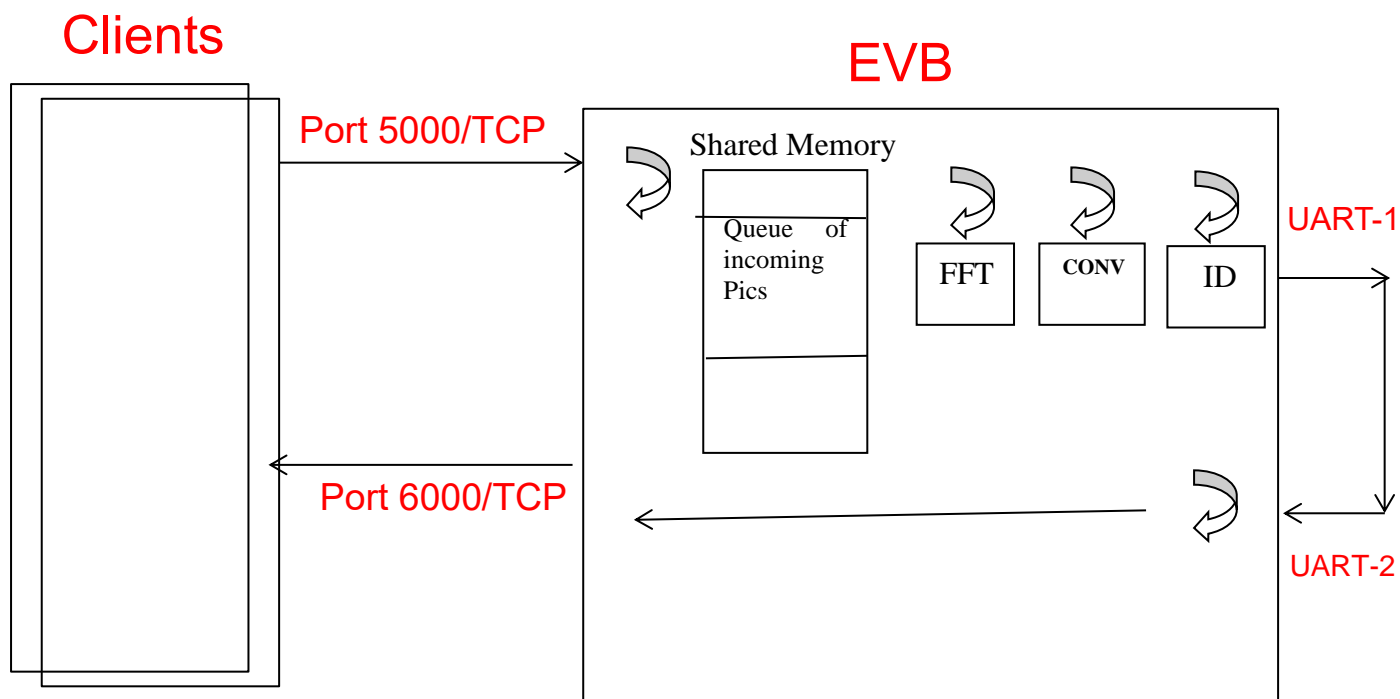 Clients
EVB
Port 5000/TCP
Shared Memory
Queue of
incoming
Pics
FFT
CONV
ID
UART-1
Port 6000/TCP
UART-2